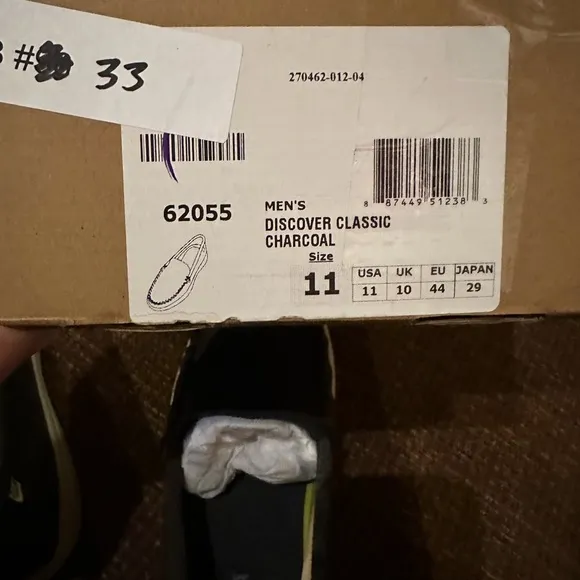 # 33
270462-012-04
8 87449 51238 3
62055
MEN'S
DISCOVER CLASSIC
CHARCOAL
Size
11
USA UK EU JAPAN
11 10 44 29